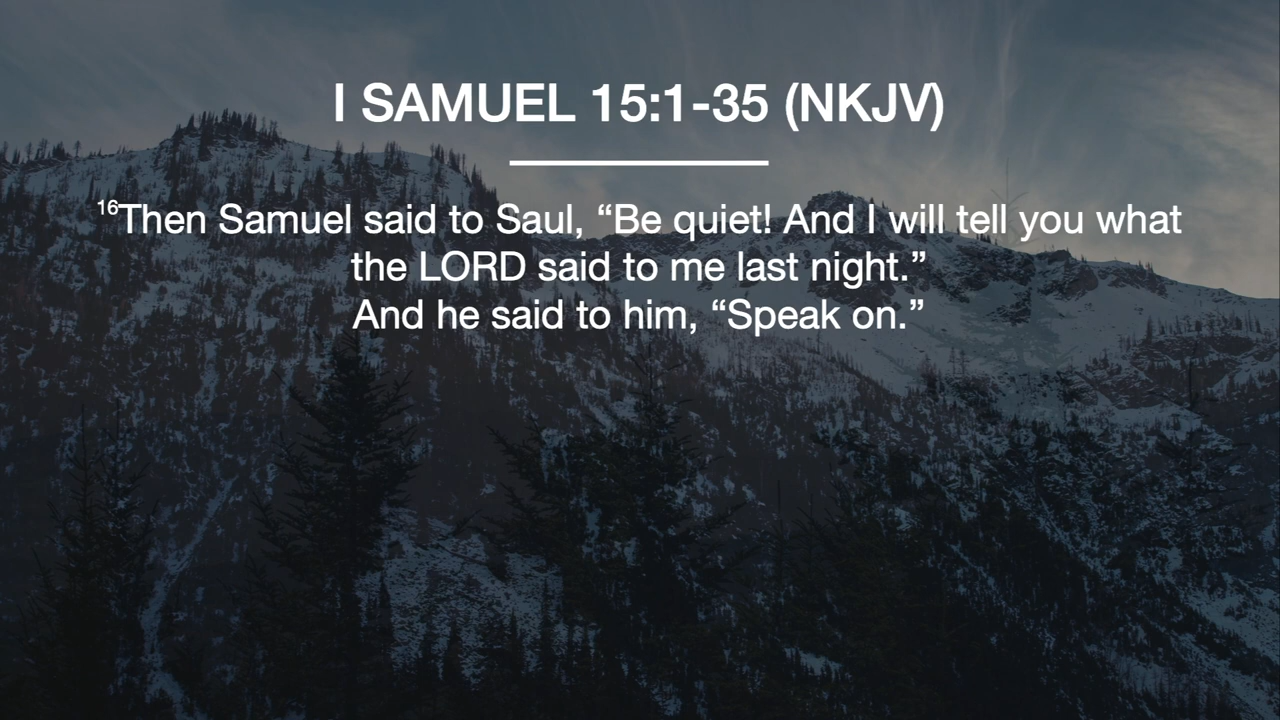 I SAMUEL 15:1-35 (NKJV)
16Then Samuel said to Saul, “Be quiet! And I will tell you what
the LORD said to me last night.”
And he said to him, “Speak on.”